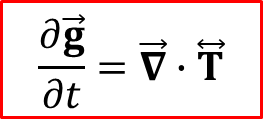 ∂g⃗/∂t = ∇⃗ · T⃡